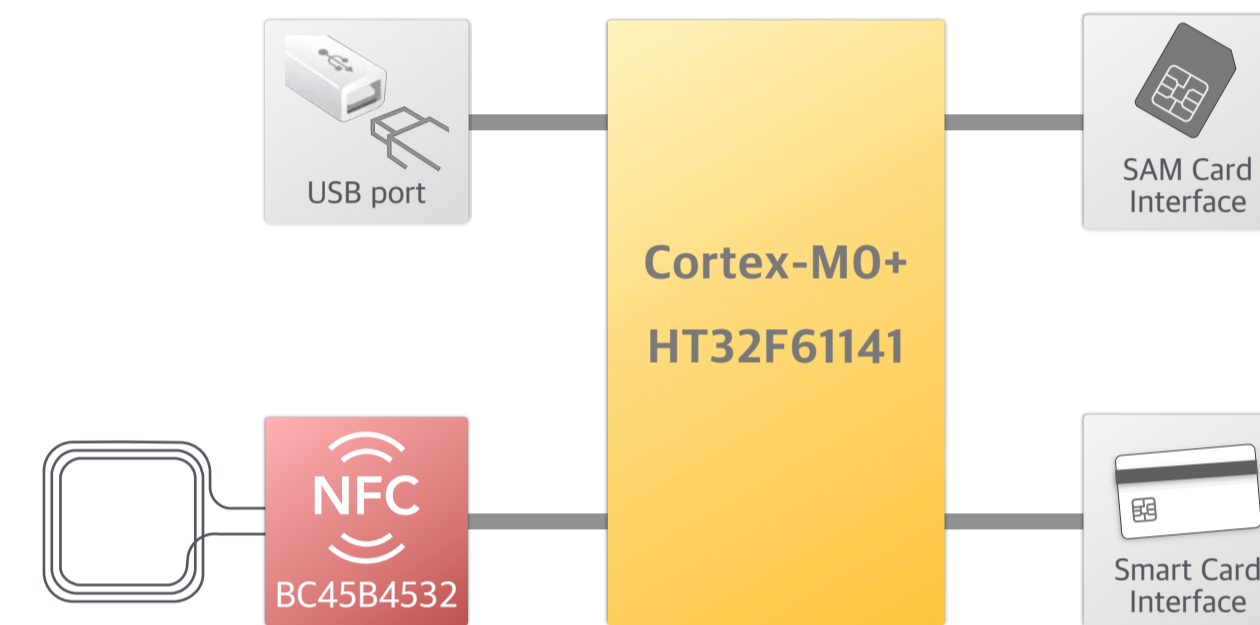 USB port
Cortex-M0+
HT32F61141
SAM Card
Interface
NFC
BC45B4532
Smart Card
Interface